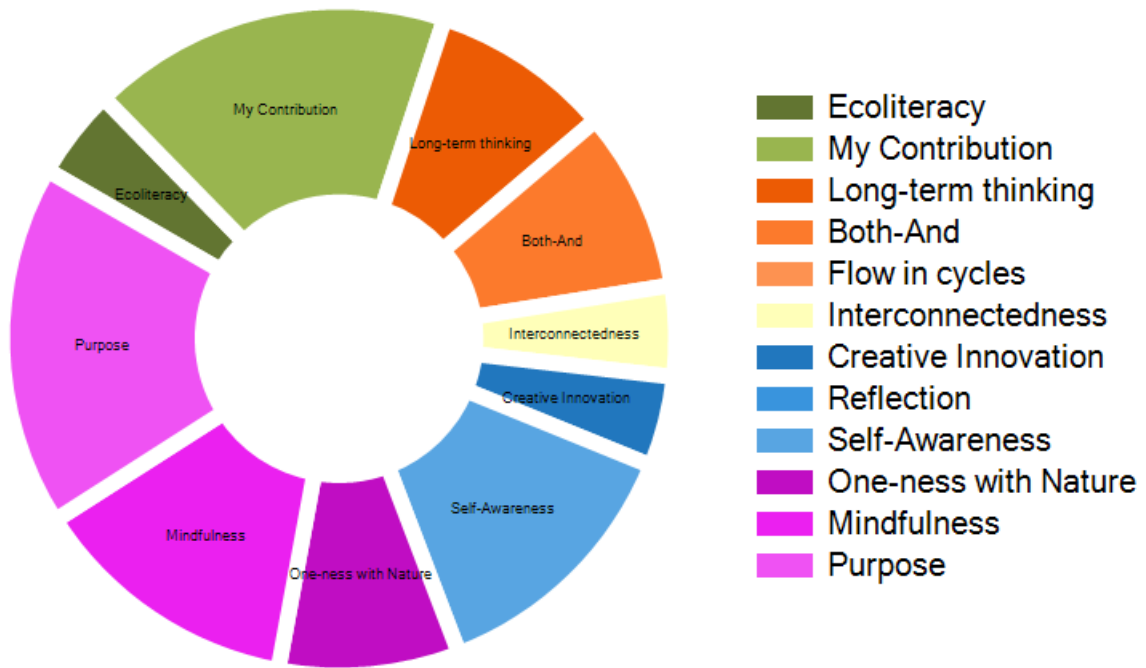 My Contribution
Long-term thinking
Ecoliteracy
Both-And
Interconnectedness
Purpose
Creative Innovation
Self-Awareness
Mindfulness
One-ness with Nature
Ecoliteracy
My Contribution
Long-term thinking
Both-And
Flow in cycles
Interconnectedness
Creative Innovation
Reflection
Self-Awareness
One-ness with Nature
Mindfulness
Purpose